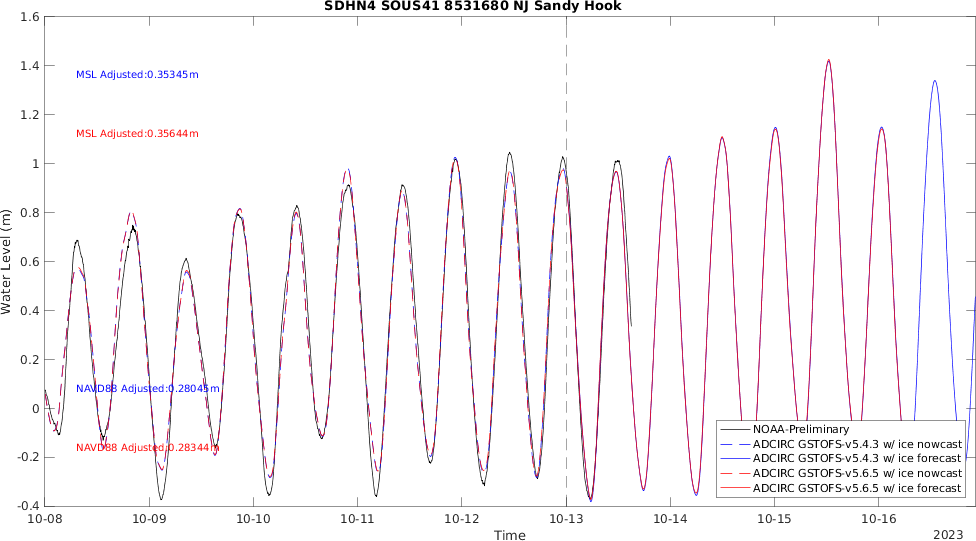 SDHN4 SOUS41 8531680 NJ Sandy Hook
1.6
1.4
1.2
1
0.8
0.6
0.4
0.2
0
-0.2
-0.4
Water Level (m)
MSL Adjusted:0.35345m
MSL Adjusted:0.35644m
NAVD88 Adjusted:0.28045m
NAVD88 Adjusted:0.28344m
NOAA-Preliminary
ADCIRC GSTOFS-v5.4.3 w/ ice nowcast
ADCIRC GSTOFS-v5.4.3 w/ ice forecast
ADCIRC GSTOFS-v5.6.5 w/ ice nowcast
ADCIRC GSTOFS-v5.6.5 w/ ice forecast
10-08 10-09 10-10 10-11 10-12 10-13 10-14 10-15 10-16
Time
2023